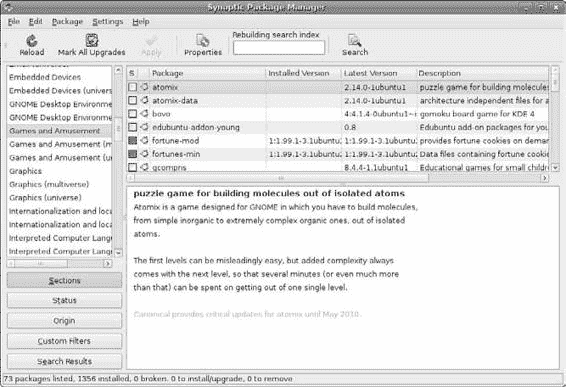 Synaptic Package Manager
File Edit Package Settings Help
Reload Mark All Upgrades Apply Properties Rebuilding search index Search
Embedded Devices
Embedded Devices (univers
GNOME Desktop Environme
GNOME Desktop Environme
Games and Amusement
Games and Amusement (m
Games and Amusement (u
Graphics
Graphics (multiverse)
Graphics (universe)
Internationalization and loca
Internationalization and loca
Interpreted Computer Langu
Interpreted Computer Langu
Sections
Status
Origin
Custom Filters
Search Results
S Package Installed Version Latest Version Description
atomix 2.14.0-1ubuntu1 puzzle game for building molecules
atomix-data 2.14.0-1ubuntu1 architecture independent files for a
bovo 4:4.1.4-0ubuntu1~i gomoku board game for KDE 4
edubuntu-addon-young 0.8 Edubuntu add-on packages for you
fortune-mod 1:1.99.1-3.1ubuntu 1:1.99.1-3.1ubuntu provides fortune cookies on deman
fortunes-min 1:1.99.1-3.1ubuntu 1:1.99.1-3.1ubuntu Data files containing fortune cookie
gcompris 8.4.4-1.1ubuntu1 Educational games for small childre
puzzle game for building molecules out of isolated atoms
Atomix is a game designed for GNOME in which you have to build molecules,
from simple inorganic to extremely complex organic ones, out of isolated
atoms.
The first levels can be misleadingly easy, but added complexity always
comes with the next level, so that several minutes (or even much more
than that) can be spent on getting out of one single level.
Canonical provides critical updates for atomix until May 2010.
73 packages listed, 1356 installed, 0 broken. 0 to install/upgrade, 0 to remove